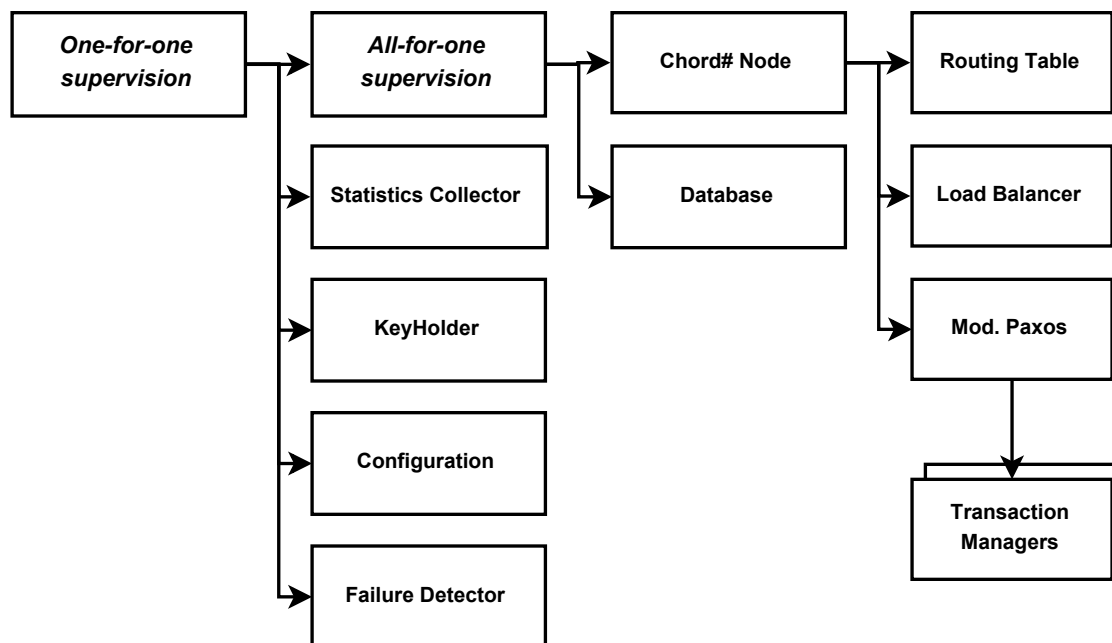 One-for-one
supervision
All-for-one
supervision
Chord# Node
Routing Table
Statistics Collector
Database
Load Balancer
KeyHolder
Mod. Paxos
Configuration
Transaction
Managers
Failure Detector